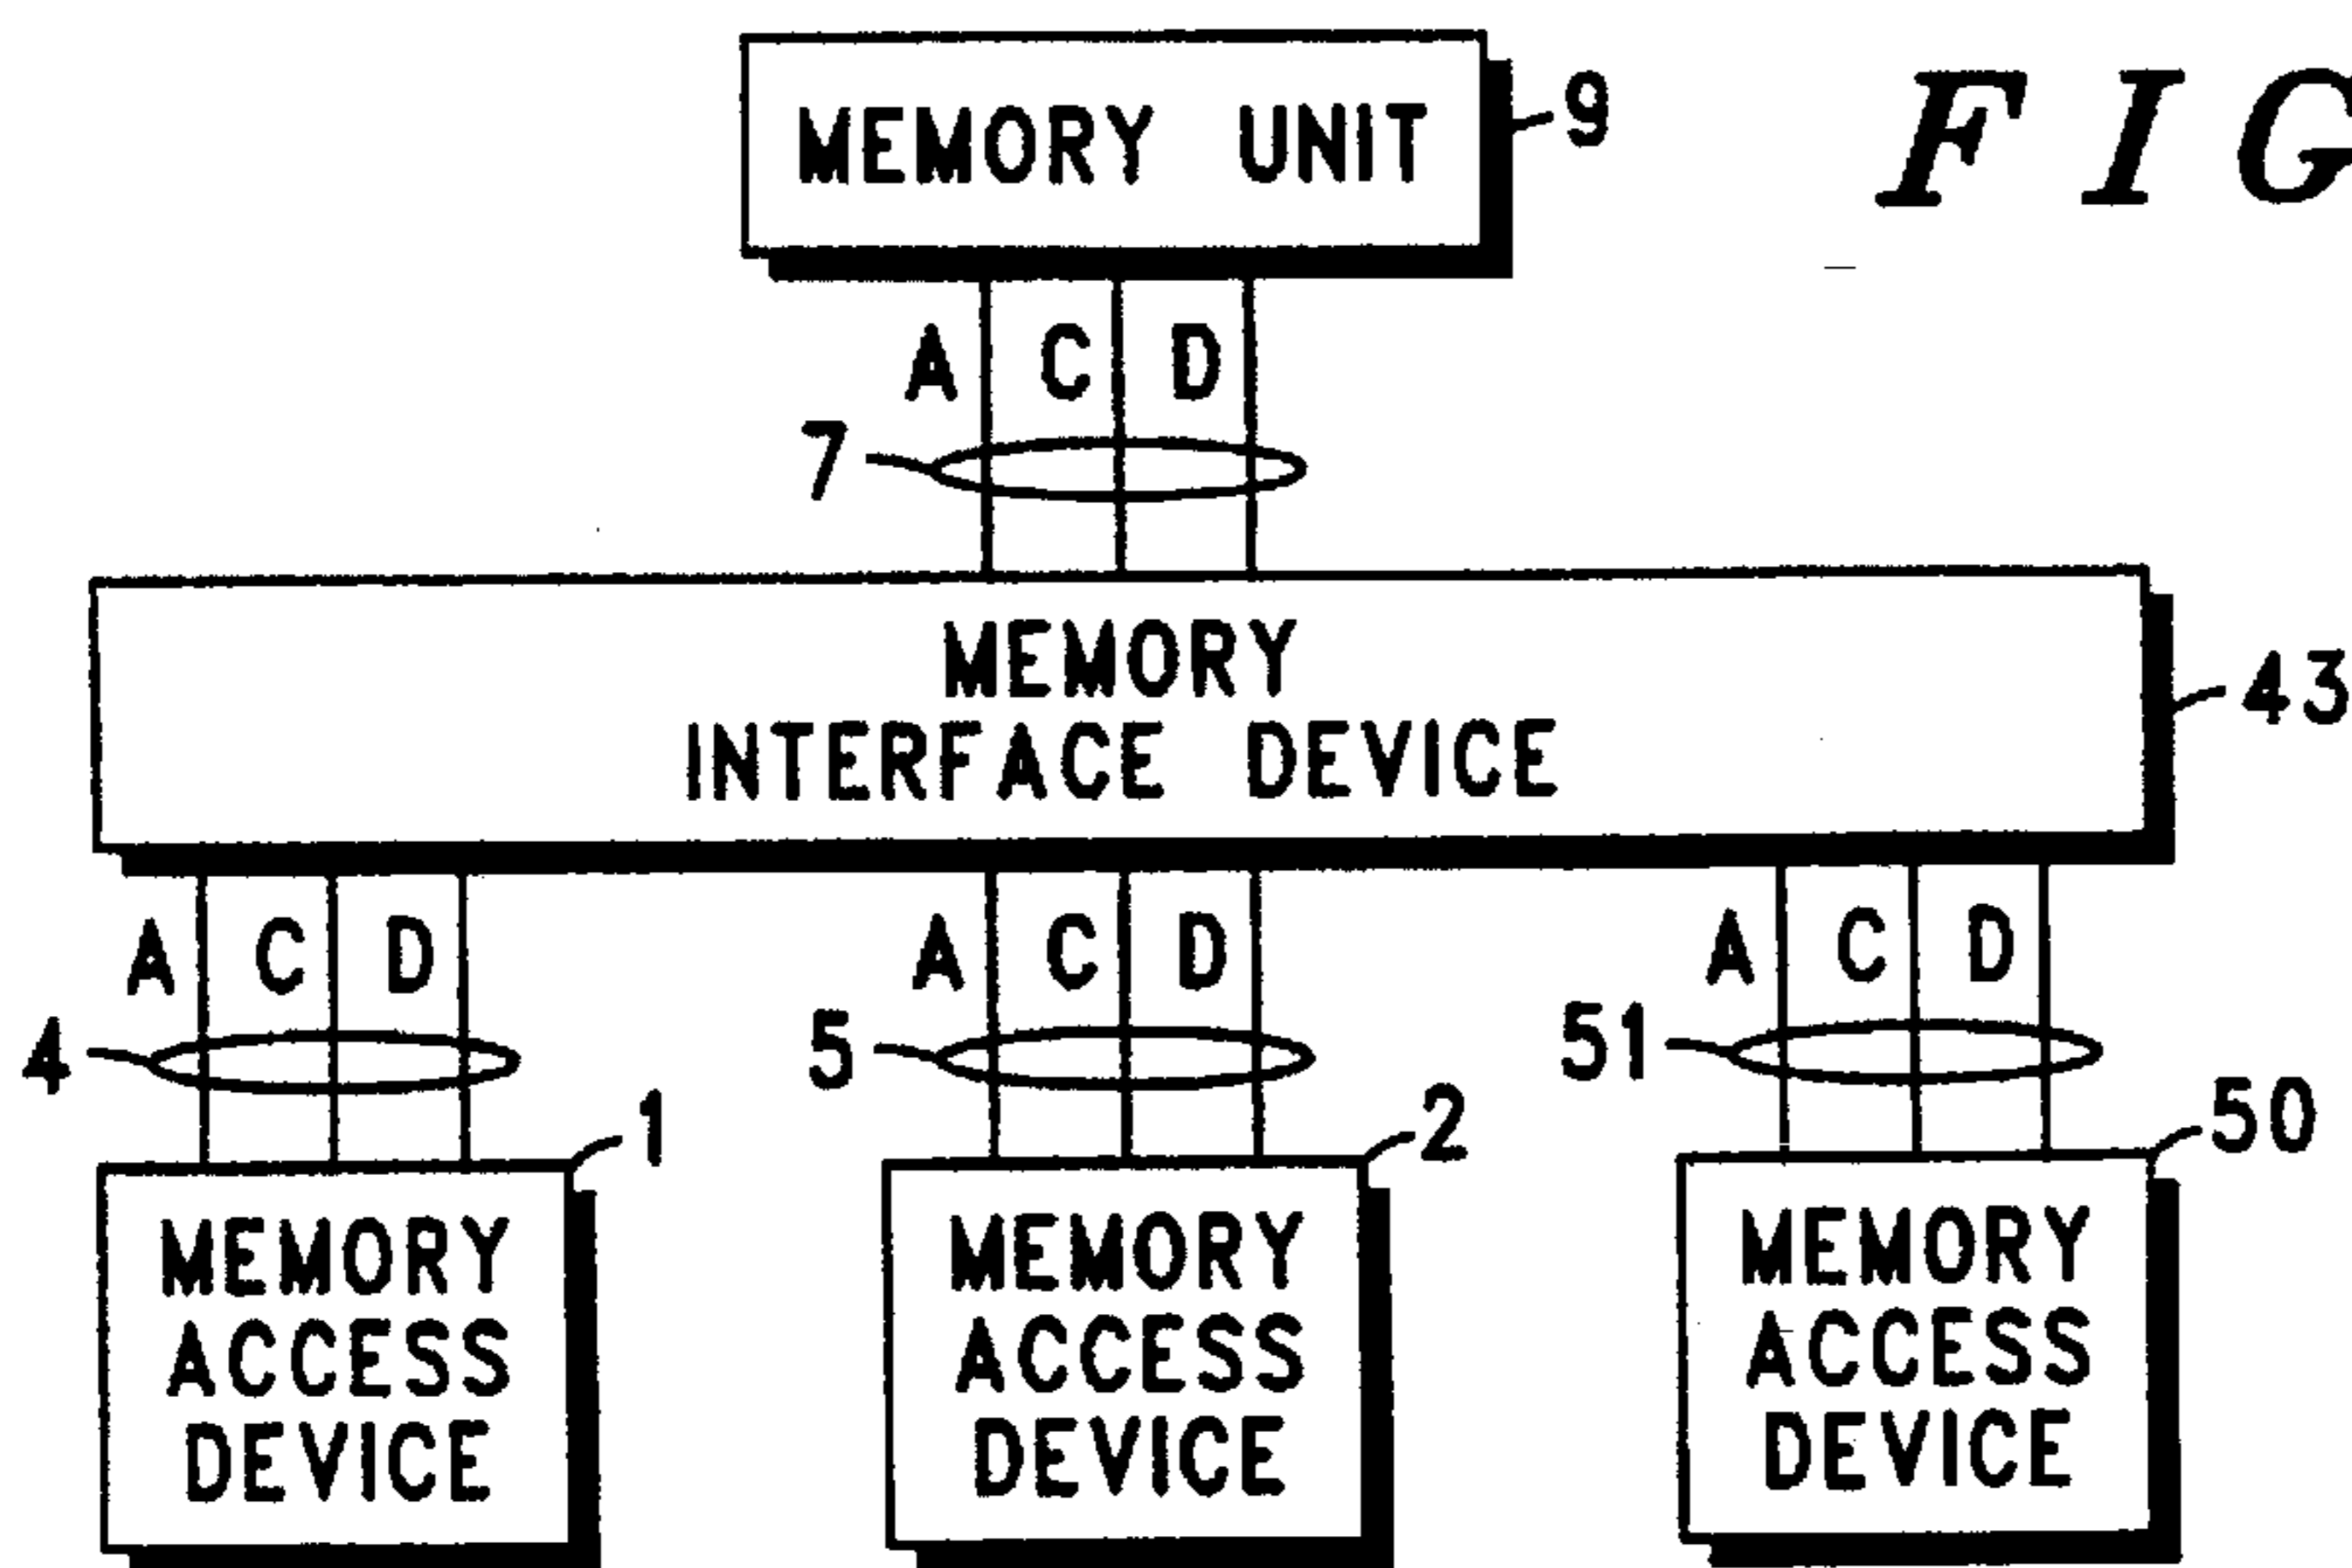 MEMORY UNIT
9
FIG
A C D
7
MEMORY
INTERFACE DEVICE
43
A C D
A C D
A C D
4
5
51
1
2
50
MEMORY
ACCESS
DEVICE
MEMORY
ACCESS
DEVICE
MEMORY
ACCESS
DEVICE